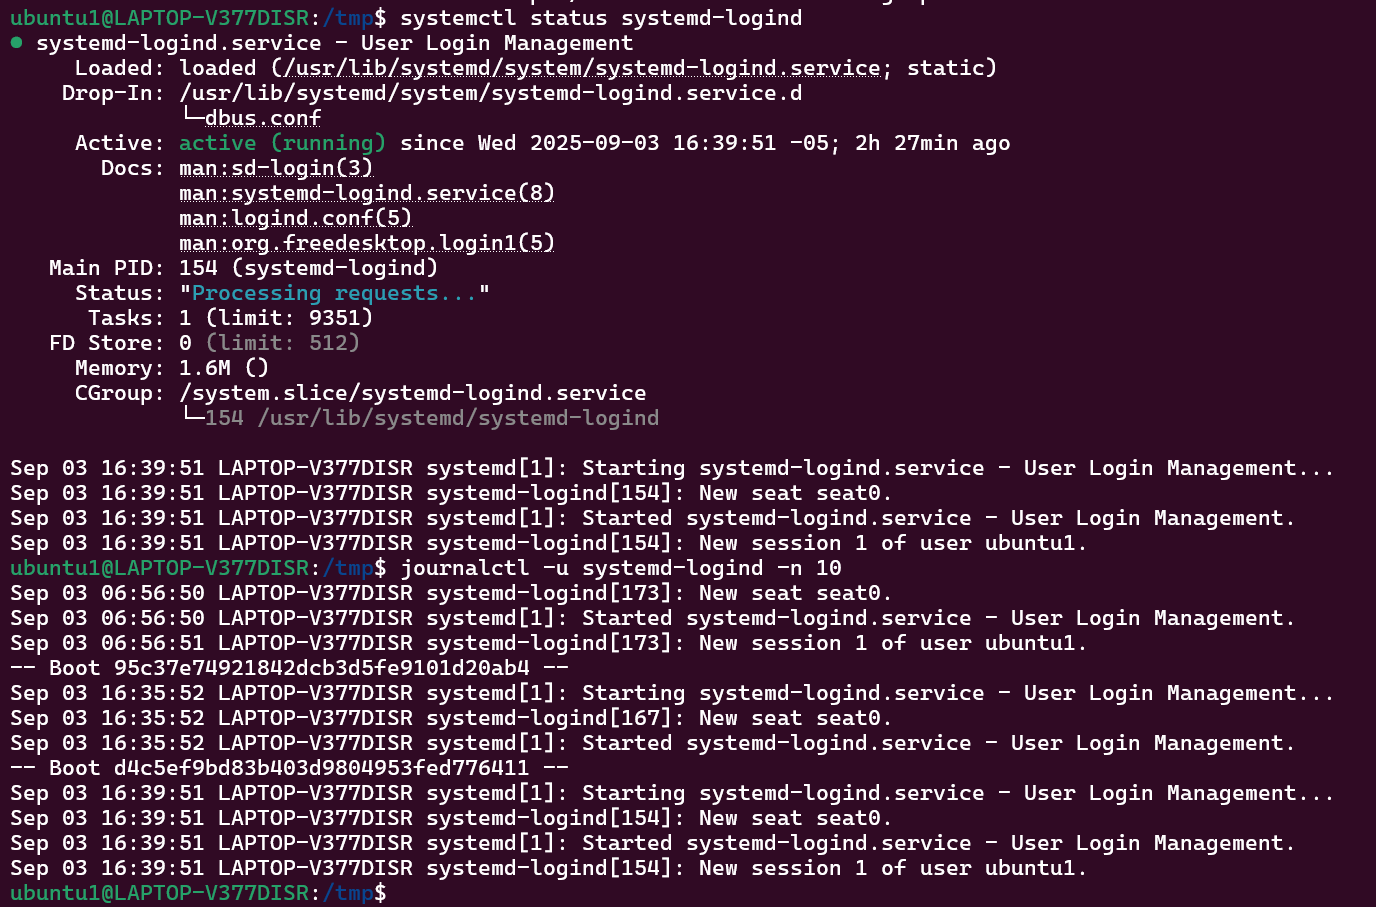 ubuntu1@LAPTOP-V377DISR:/tmp$ systemctl status systemd-logind
● systemd-logind.service - User Login Management
     Loaded: loaded (/usr/lib/systemd/system/systemd-logind.service; static)
    Drop-In: /usr/lib/systemd/system/systemd-logind.service.d
             └─dbus.conf
     Active: active (running) since Wed 2025-09-03 16:39:51 -05; 2h 27min ago
       Docs: man:sd-login(3)
             man:systemd-logind.service(8)
             man:logind.conf(5)
             man:org.freedesktop.login1(5)
   Main PID: 154 (systemd-logind)
     Status: "Processing requests..."
      Tasks: 1 (limit: 9351)
   FD Store: 0 (limit: 512)
     Memory: 1.6M ()
     CGroup: /system.slice/systemd-logind.service
             └─154 /usr/lib/systemd/systemd-logind

Sep 03 16:39:51 LAPTOP-V377DISR systemd[1]: Starting systemd-logind.service - User Login Management...
Sep 03 16:39:51 LAPTOP-V377DISR systemd-logind[154]: New seat seat0.
Sep 03 16:39:51 LAPTOP-V377DISR systemd[1]: Started systemd-logind.service - User Login Management.
Sep 03 16:39:51 LAPTOP-V377DISR systemd-logind[154]: New session 1 of user ubuntu1.
ubuntu1@LAPTOP-V377DISR:/tmp$ journalctl -u systemd-logind -n 10
Sep 03 06:56:50 LAPTOP-V377DISR systemd-logind[173]: New seat seat0.
Sep 03 06:56:50 LAPTOP-V377DISR systemd[1]: Started systemd-logind.service - User Login Management.
Sep 03 06:56:51 LAPTOP-V377DISR systemd-logind[173]: New session 1 of user ubuntu1.
-- Boot 95c37e74921842dcb3d5fe9101d20ab4 --
Sep 03 16:35:52 LAPTOP-V377DISR systemd[1]: Starting systemd-logind.service - User Login Management...
Sep 03 16:35:52 LAPTOP-V377DISR systemd-logind[167]: New seat seat0.
Sep 03 16:35:52 LAPTOP-V377DISR systemd[1]: Started systemd-logind.service - User Login Management.
-- Boot d4c5ef9bd83b403d9804953fed776411 --
Sep 03 16:39:51 LAPTOP-V377DISR systemd[1]: Starting systemd-logind.service - User Login Management...
Sep 03 16:39:51 LAPTOP-V377DISR systemd-logind[154]: New seat seat0.
Sep 03 16:39:51 LAPTOP-V377DISR systemd[1]: Started systemd-logind.service - User Login Management.
Sep 03 16:39:51 LAPTOP-V377DISR systemd-logind[154]: New session 1 of user ubuntu1.
ubuntu1@LAPTOP-V377DISR:/tmp$